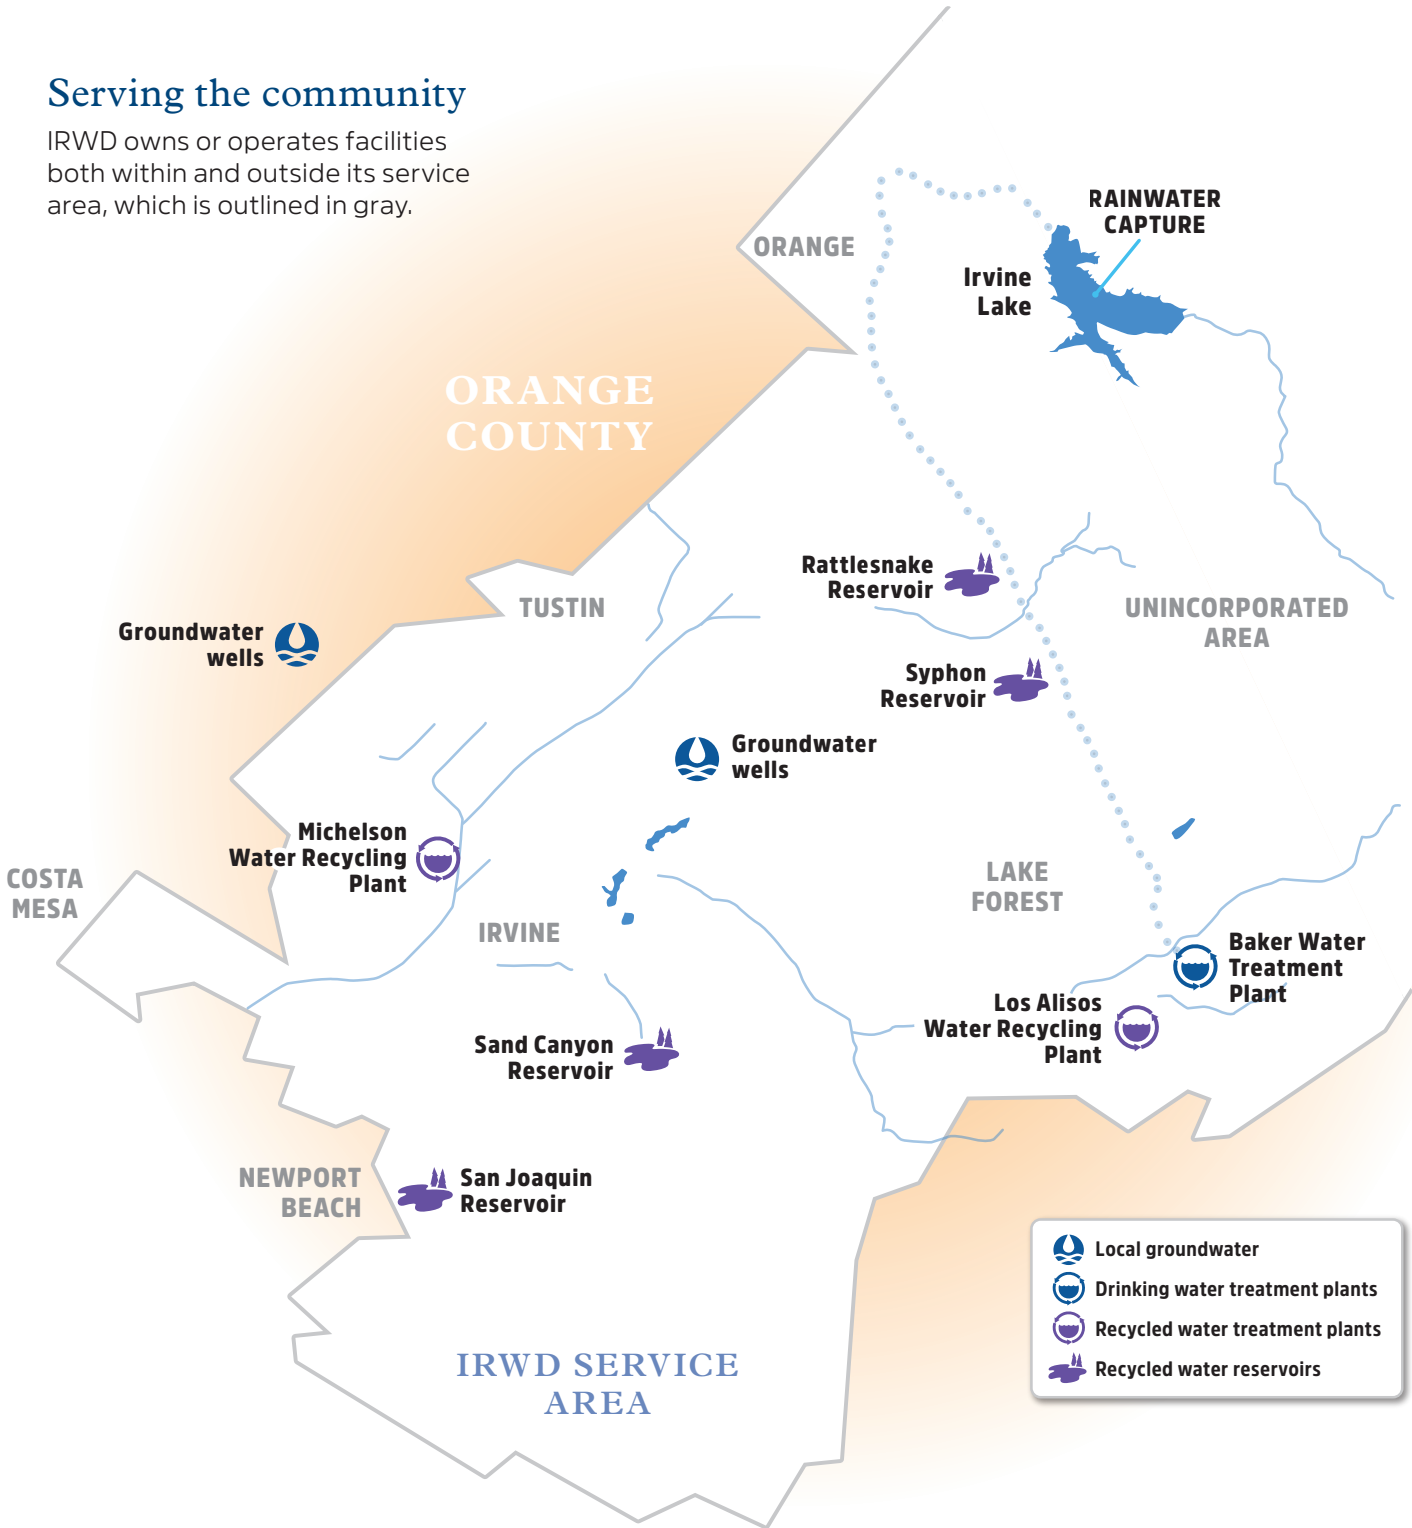 Serving the community
IRWD owns or operates facilities
both within and outside its service
area, which is outlined in gray.
RAINWATER
CAPTURE
ORANGE
Irvine
Lake
ORANGE
COUNTY
Rattlesnake
Reservoir
TUSTIN
UNINCORPORATED
AREA
Groundwater
wells
Syphon
Reservoir
Groundwater
wells
Michelson
Water Recycling
Plant
COSTA
MESA
LAKE
FOREST
IRVINE
Baker Water
Treatment
Plant
Los Alisos
Water Recycling
Plant
Sand Canyon
Reservoir
NEWPORT
BEACH
San Joaquin
Reservoir
Local groundwater
Drinking water treatment plants
Recycled water treatment plants
Recycled water reservoirs
IRWD SERVICE
AREA